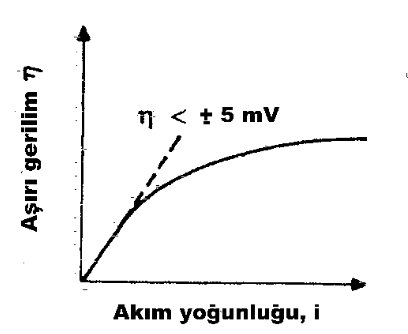 Aşırı gerilim η
η < ± 5 mV
Akım yoğunluğu, i